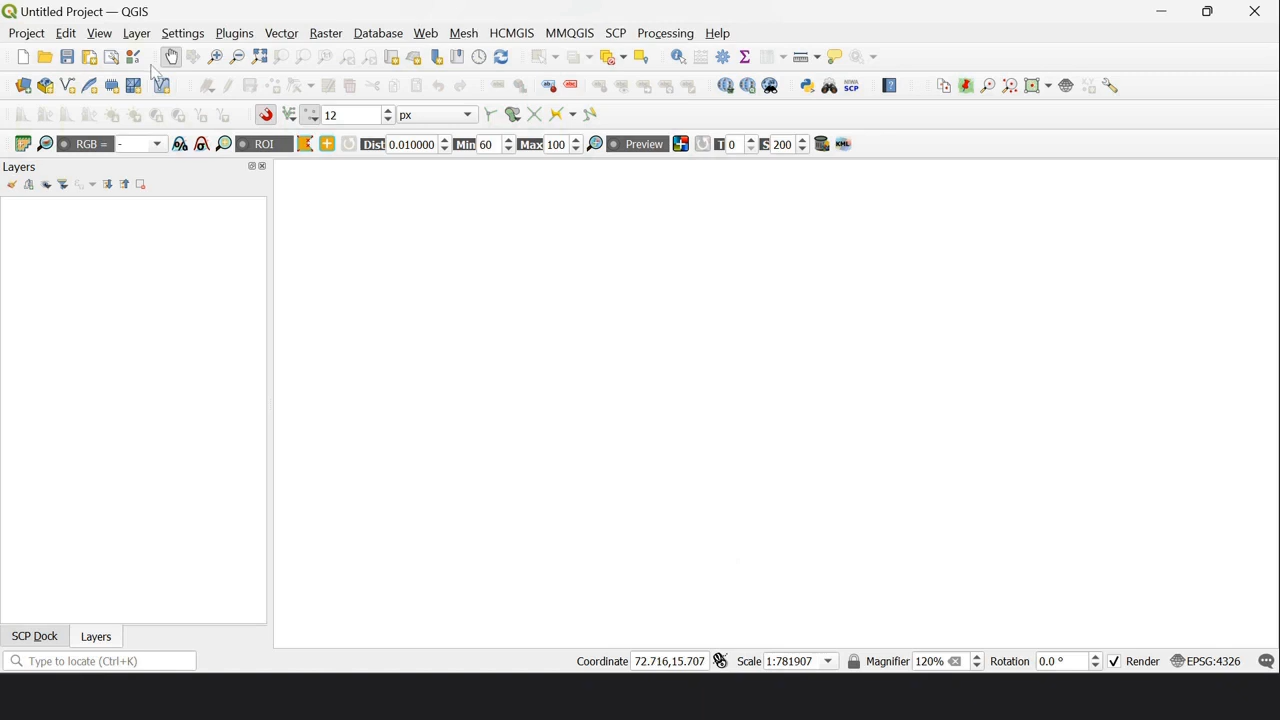 Untitled Project — QGIS
Project Edit View Layer Settings Plugins Vector Raster Database Web Mesh HCMGIS MMQGIS SCP Processing Help
SCP
12 px
RGB = - ROI Dist 0.010000 Min 60 Max 100 Preview T 0 S 200 KML
Layers
SCP Dock Layers
Type to locate (Ctrl+K) Coordinate 72.716,15.707 Scale 1:781907 Magnifier 120% Rotation 0.0 ° Render EPSG:4326